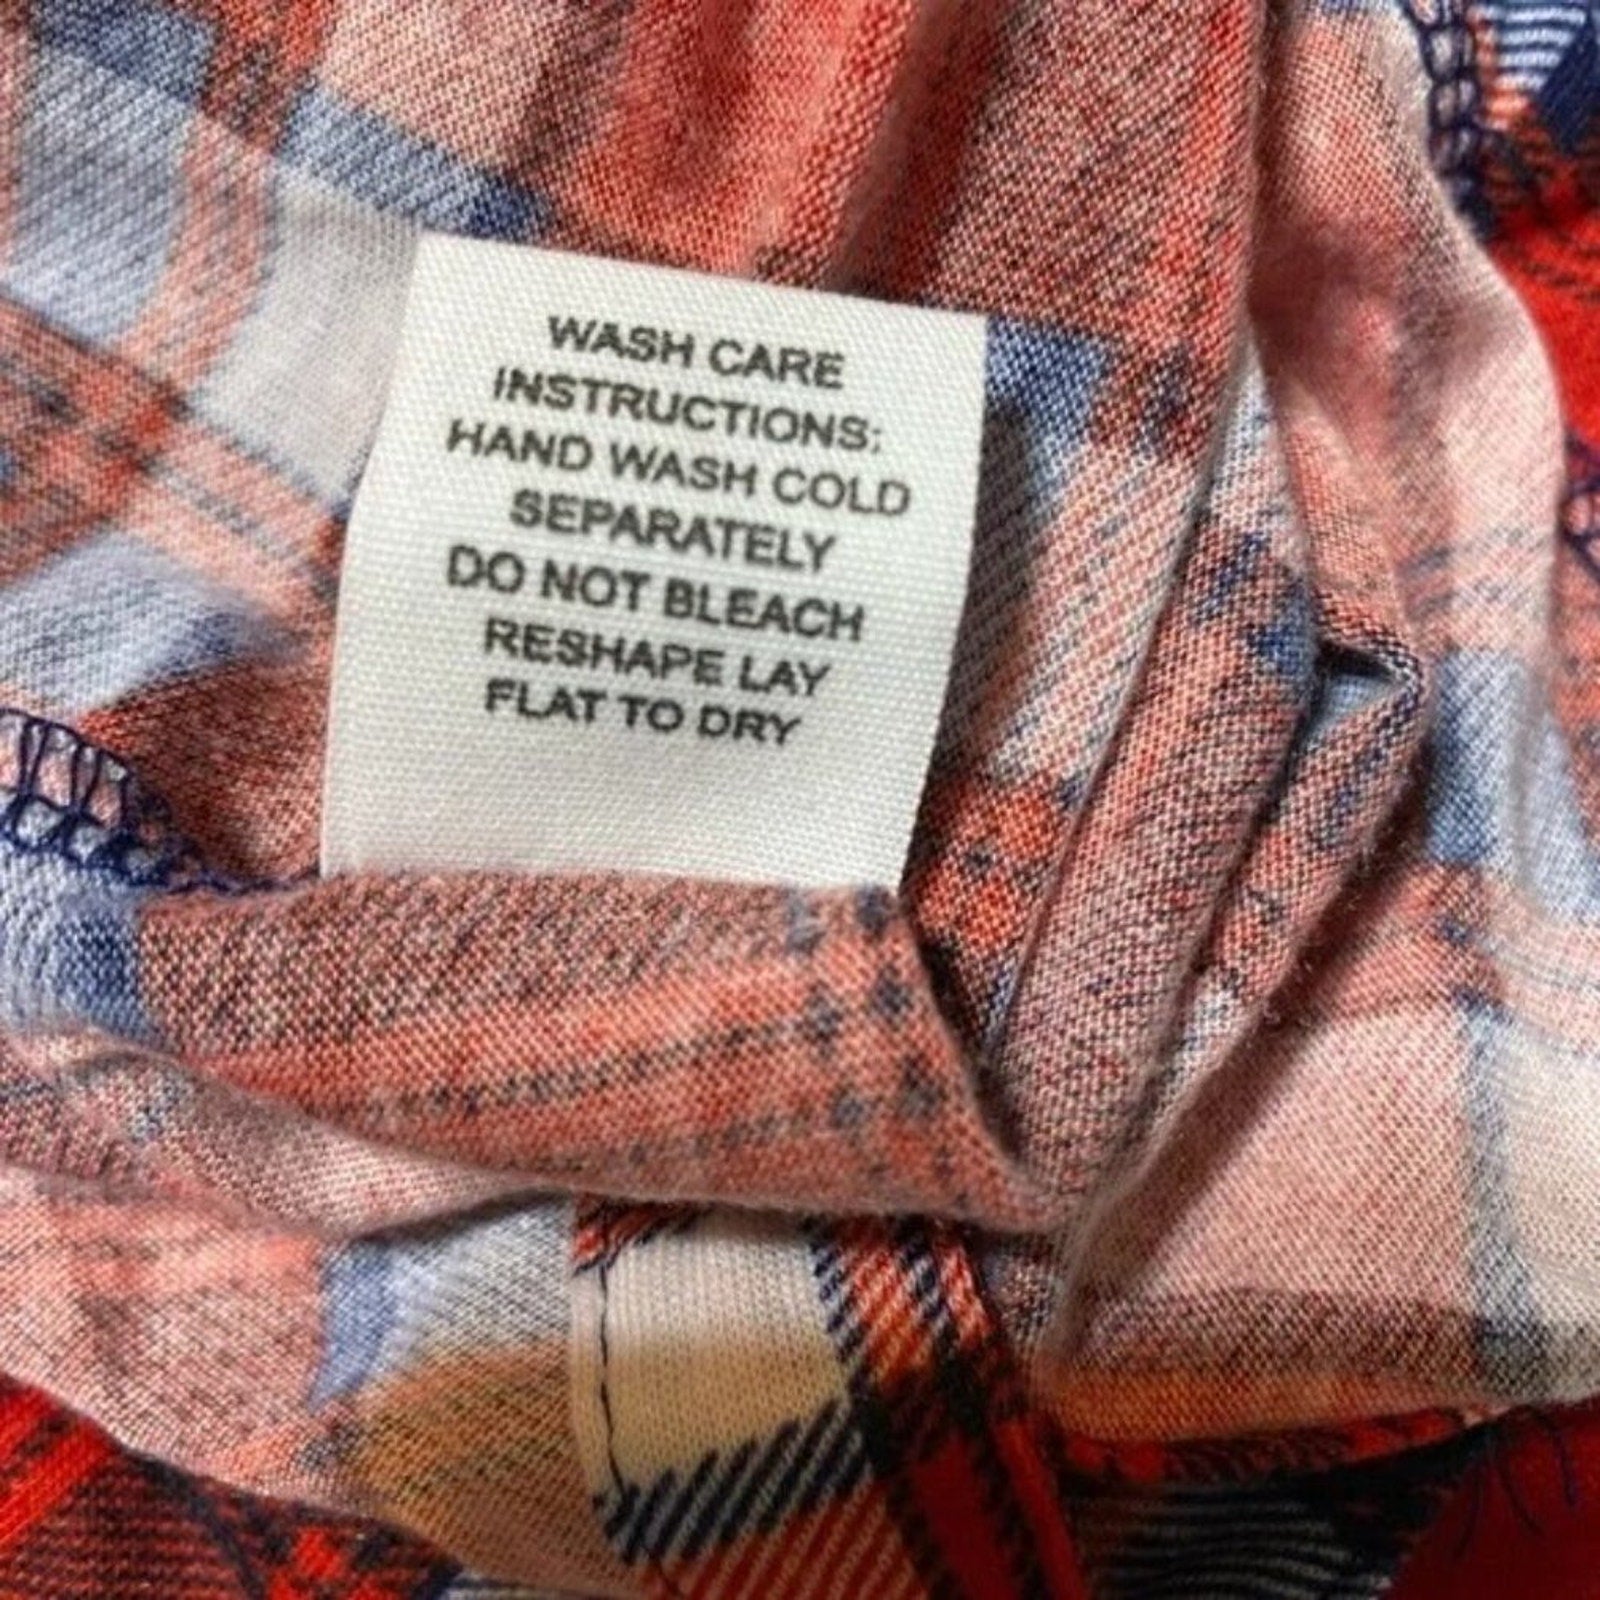 WASH CARE
INSTRUCTIONS:
HAND WASH COLD
SEPARATELY
DO NOT BLEACH
RESHAPE LAY
FLAT TO DRY